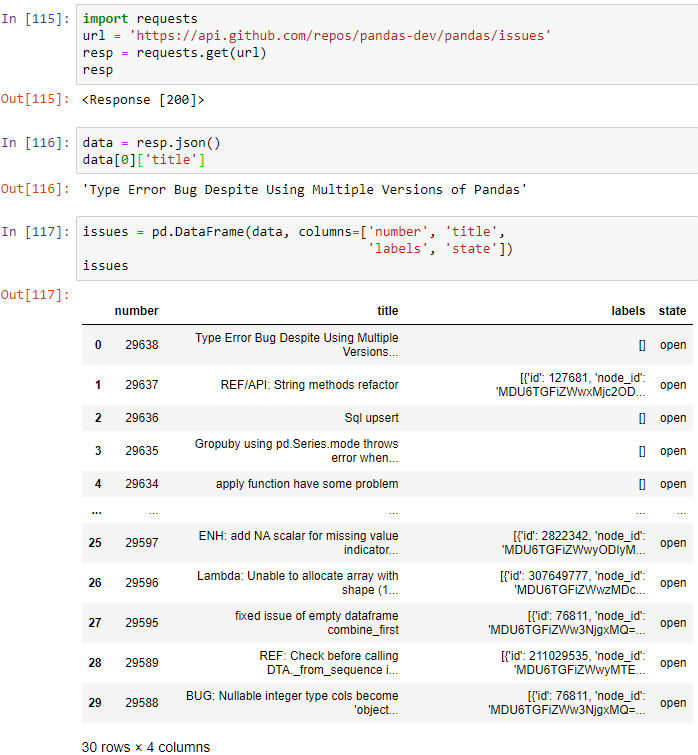 In [115]: import requests
url = 'https://api.github.com/repos/pandas-dev/pandas/issues'
resp = requests.get(url)
resp
Out[115]: <Response [200]>
In [116]: data = resp.json()
data[0]['title']
Out[116]: 'Type Error Bug Despite Using Multiple Versions of Pandas'
In [117]: issues = pd.DataFrame(data, columns=['number', 'title',
'labels', 'state'])
issues
Out[117]:
number title labels state
0 29638 Type Error Bug Despite Using Multiple
Versions... [] open
1 29637 REF/API: String methods refactor [{'id': 127681, 'node_id':
'MDU6TGFiZWwxMjc2OD... open
2 29636 Sql upsert [] open
3 29635 Gropuby using pd.Series.mode throws
error when... [] open
4 29634 apply function have some problem [] open
... ... ... ... ...
25 29597 ENH: add NA scalar for missing value
indicator... [{'id': 2822342, 'node_id':
'MDU6TGFiZWwyODIyM... open
26 29596 Lambda: Unable to allocate array with
shape (1... [{'id': 307649777, 'node_id':
'MDU6TGFiZWwzMDc... open
27 29595 fixed issue of empty dataframe
combine_first [{'id': 76811, 'node_id':
'MDU6TGFiZWw3NjgxMQ=... open
28 29589 REF: Check before calling
DTA._from_sequence i... [{'id': 211029535, 'node_id':
'MDU6TGFiZWwyMTE... open
29 29588 BUG: Nullable integer type cols become
'object... [{'id': 76811, 'node_id':
'MDU6TGFiZWw3NjgxMQ=... open
30 rows × 4 columns